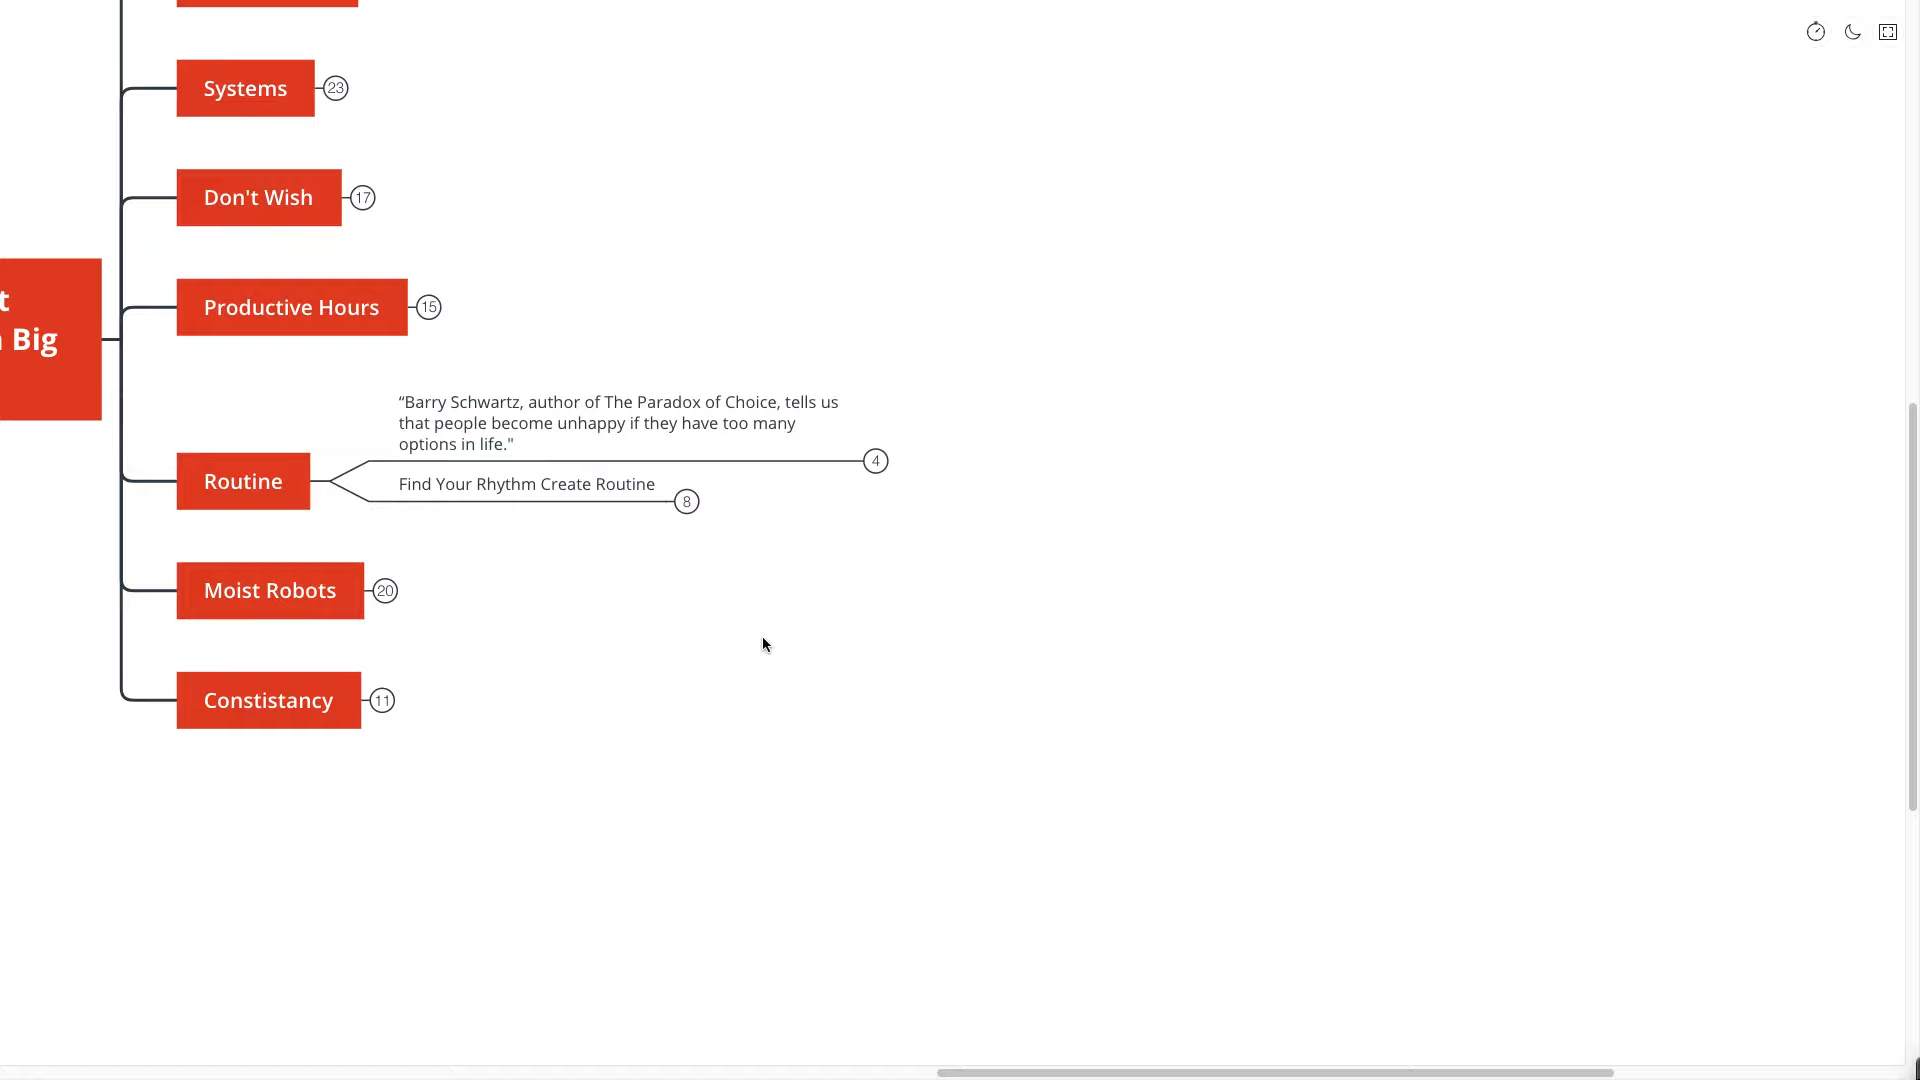 Systems 23
Don't Wish 17
t
Big
Productive Hours 15
“Barry Schwartz, author of The Paradox of Choice, tells us
that people become unhappy if they have too many
options in life."
4
Routine
Find Your Rhythm Create Routine
8
Moist Robots 20
Constistancy 11